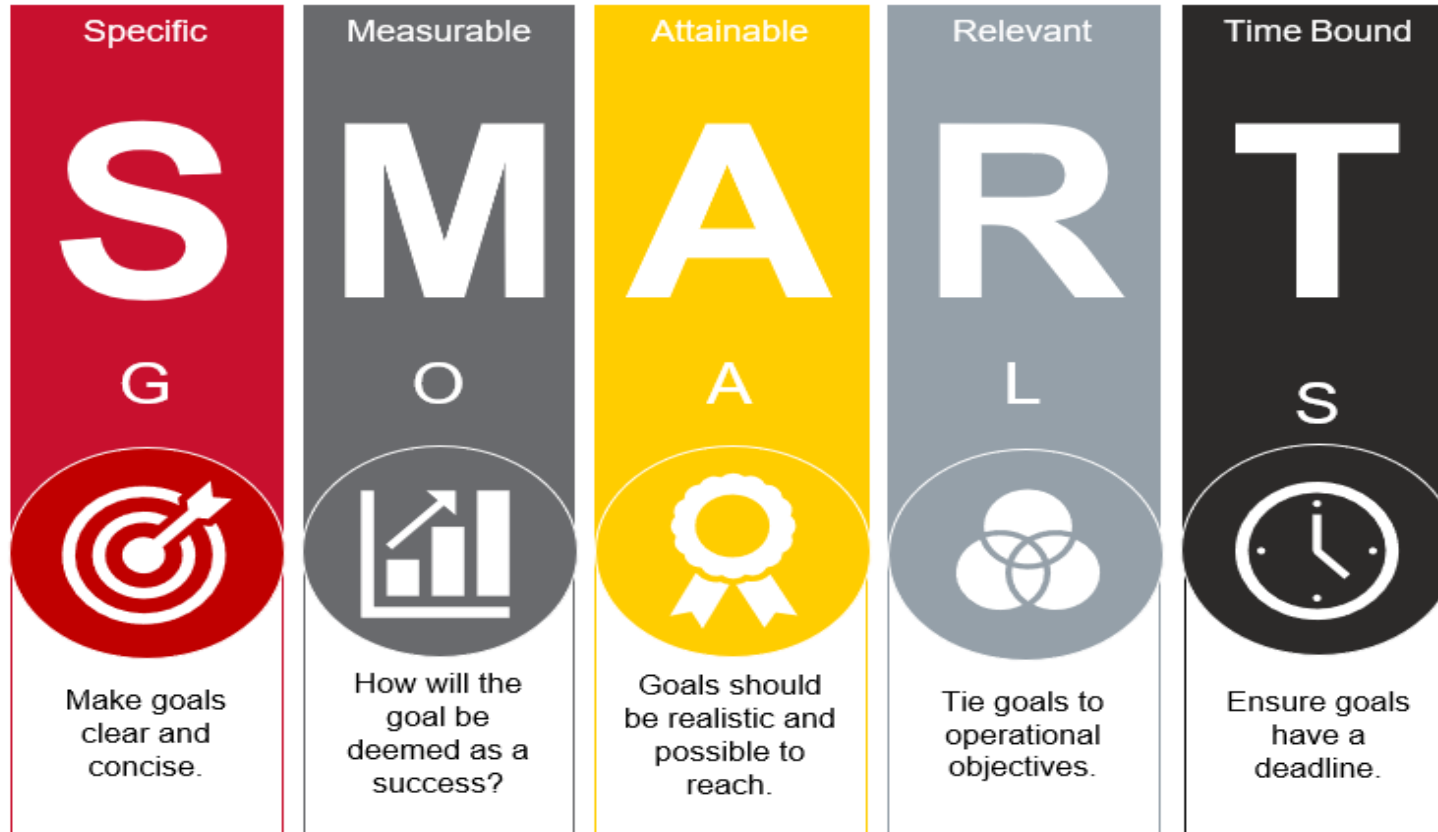 Specific
S
G
Make goals
clear and
concise.
Measurable
M
O
How will the
goal be
deemed as a
success?
Attainable
A
A
Goals should
be realistic and
possible to
reach.
Relevant
R
L
Tie goals to
operational
objectives.
Time Bound
T
S
Ensure goals
have a
deadline.